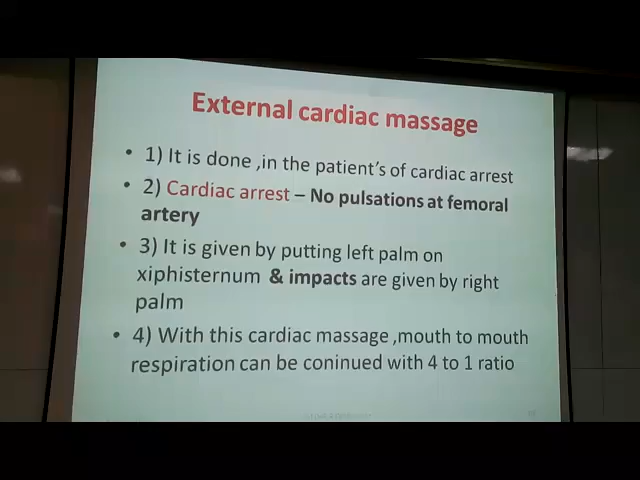 External cardiac massage
• 1) It is done ,in the patient's of cardiac arrest
• 2) Cardiac arrest – No pulsations at femoral
artery
• 3) It is given by putting left palm on
xiphisternum & impacts are given by right
palm
• 4) With this cardiac massage ,mouth to mouth
respiration can be coninued with 4 to 1 ratio